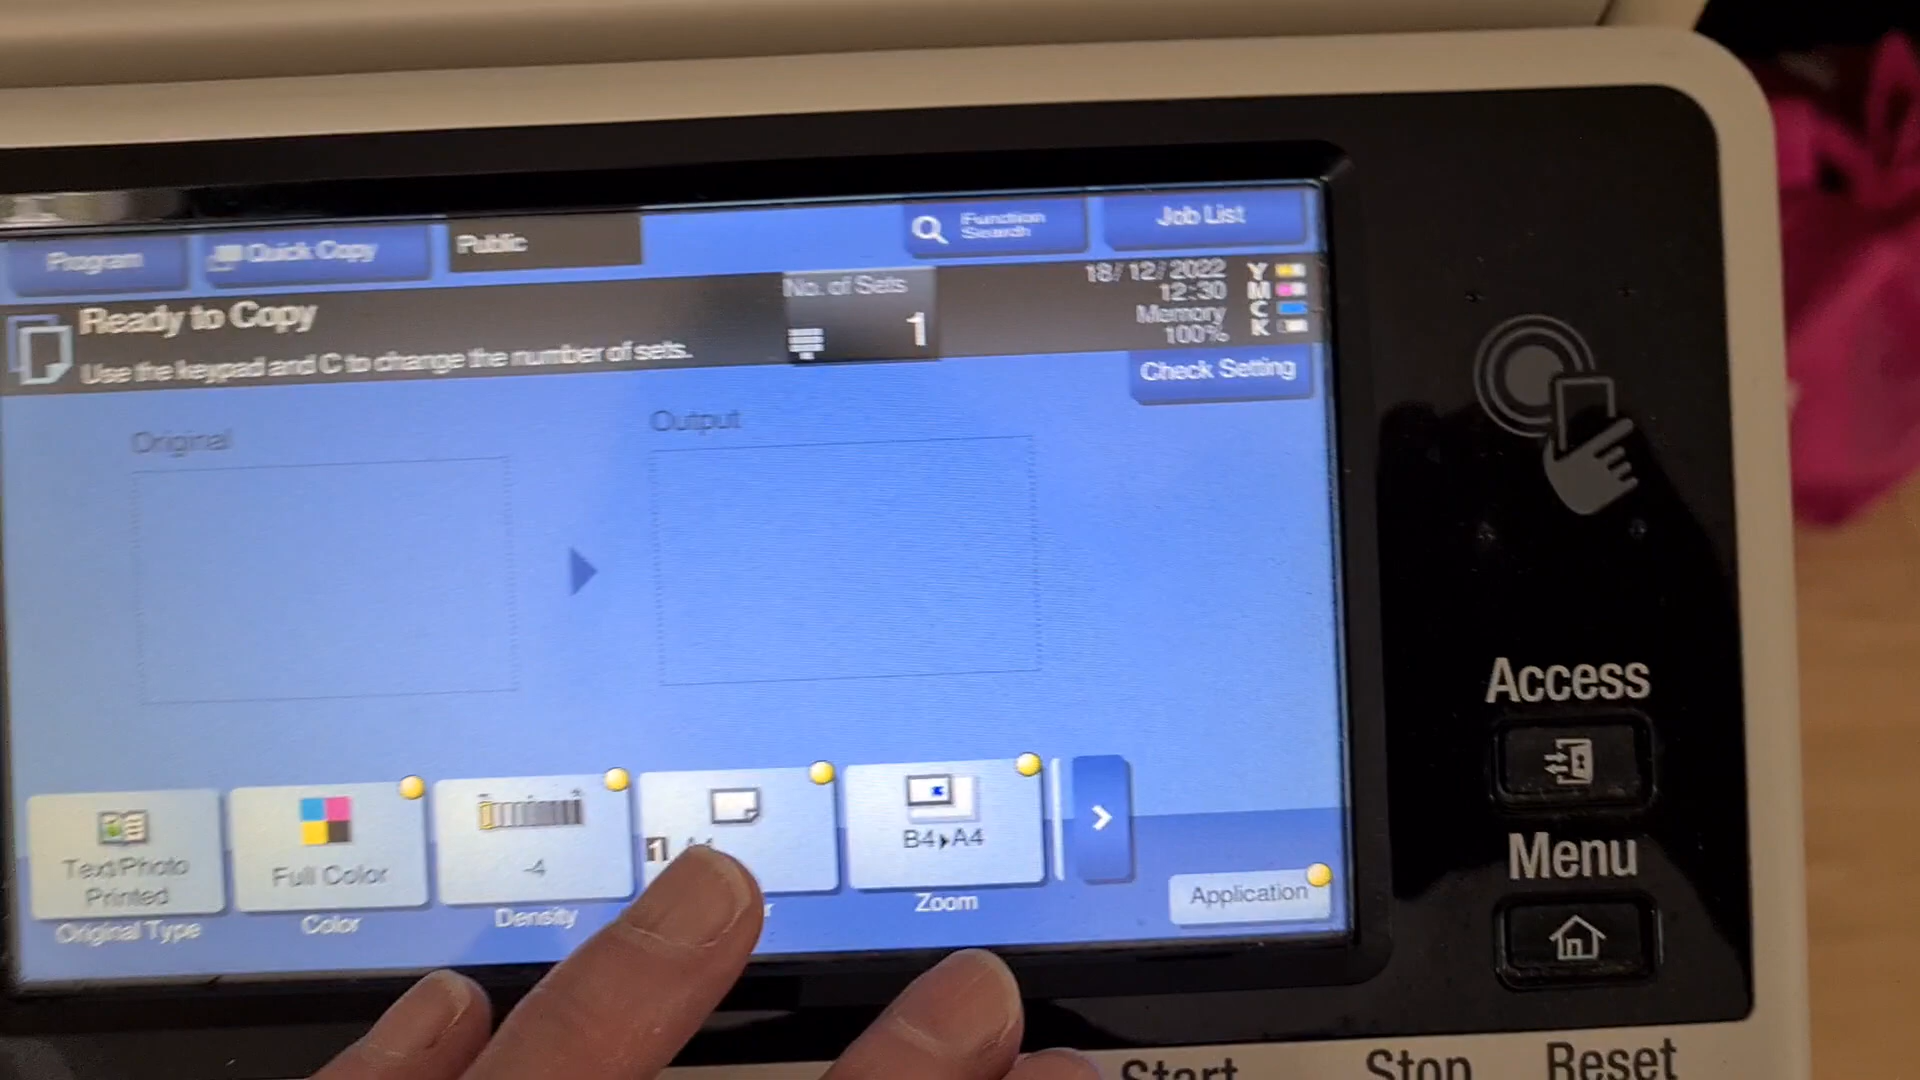 Program
Quick Copy
Public
Function
Search
Job List
Ready to Copy
Use the keypad and C to change the number of sets.
No. of Sets
1
18/12/2022
12:30
Memory
100%
Y
M
C
K
Check Setting
Original
Output
Text/Photo
Printed
Original Type
Full Color
Color
-4
Density
1 A4
B4▸A4
Zoom
Application
Access
Menu
Start
Stop
Reset